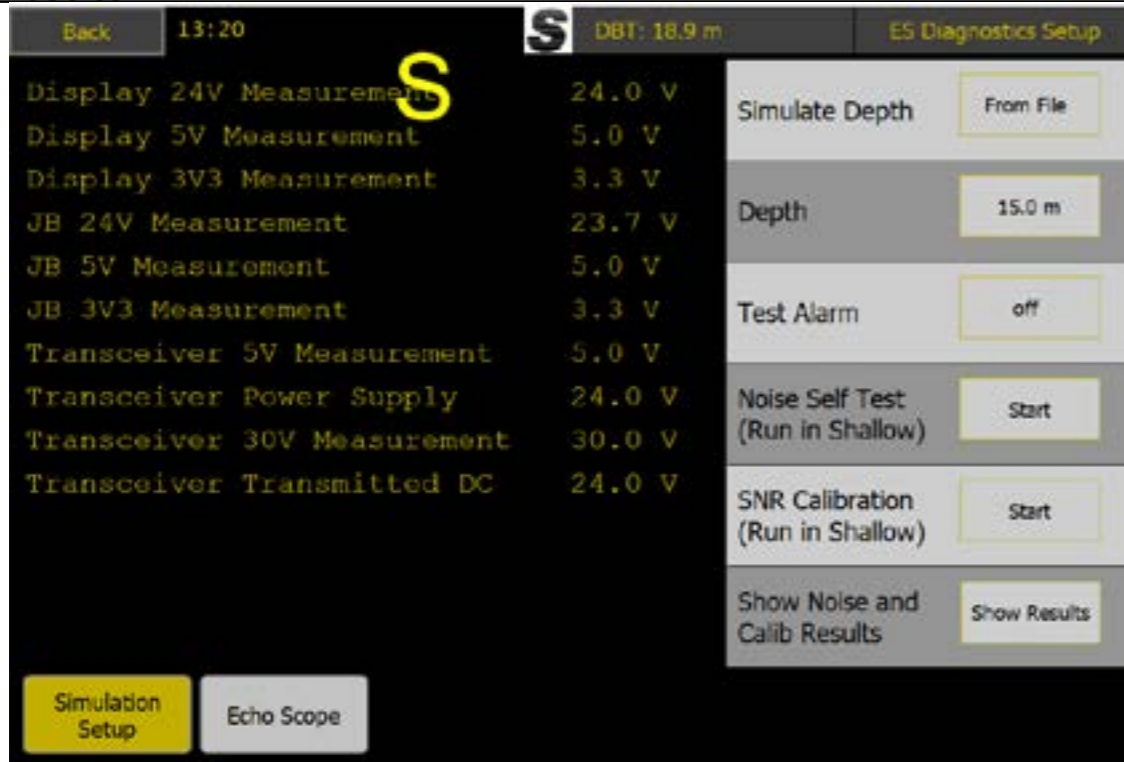 Back 13:20 S DBT: 18.9 m ES Diagnostics Setup
S
Display 24V Measurement 24.0 V
Display 5V Measurement 5.0 V
Display 3V3 Measurement 3.3 V
JB 24V Measurement 23.7 V
JB 5V Measurement 5.0 V
JB 3V3 Measurement 3.3 V
Transceiver 5V Measurement 5.0 V
Transceiver Power Supply 24.0 V
Transceiver 30V Measurement 30.0 V
Transceiver Transmitted DC 24.0 V
Simulate Depth From File
Depth 15.0 m
Test Alarm off
Noise Self Test
(Run in Shallow) Start
SNR Calibration
(Run in Shallow) Start
Show Noise and
Calib Results Show Results
Simulation
Setup
Echo Scope